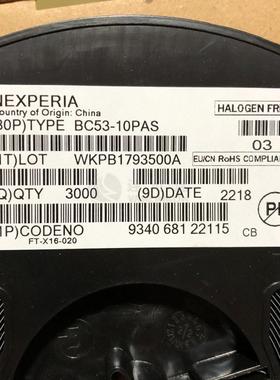 NEXPERIA
Country of Origin: China
HALOGEN FR
30P)TYPE BC53-10PAS
03
1T)LOT WKPB1793500A
EU/CN RoHS COMPLIAN
Q)QTY 3000 (9D)DATE 2218
1P)CODENO 9340 681 22115 CB
FT-X16-020